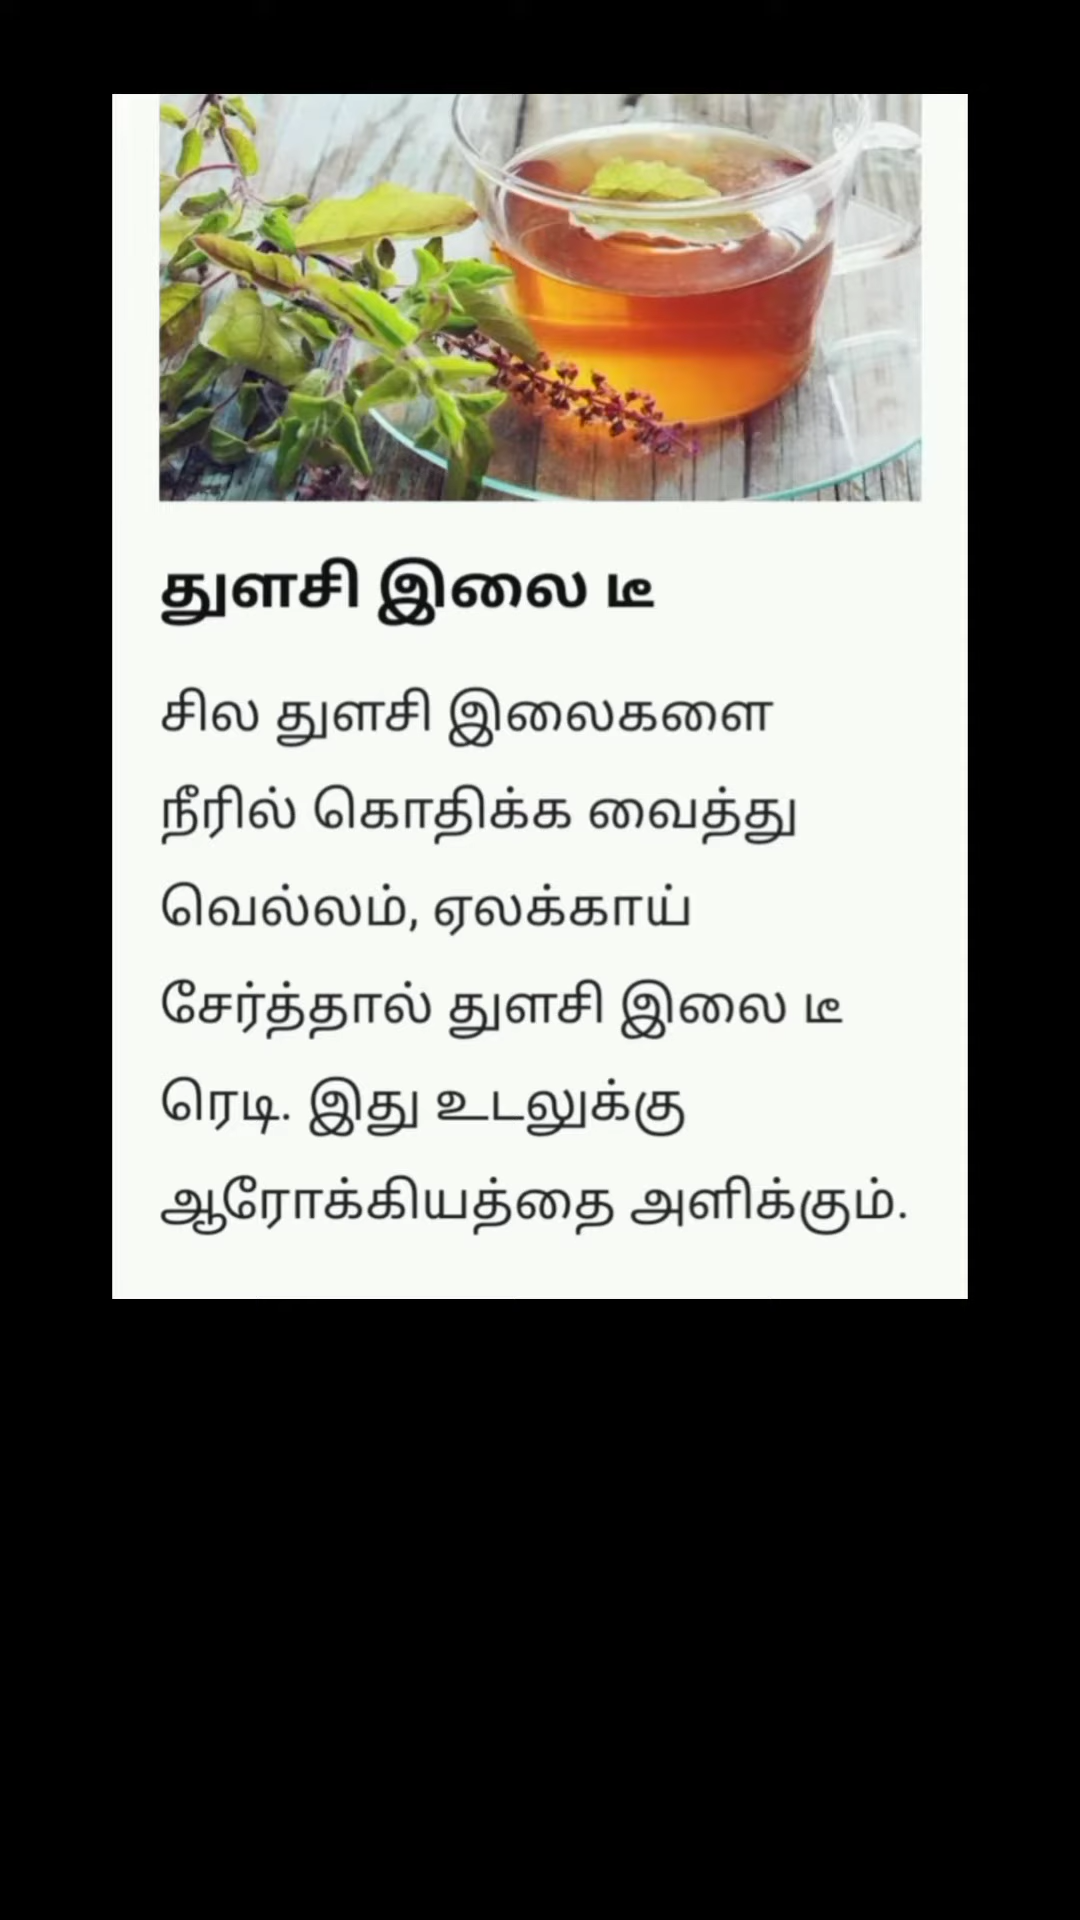 துளசி இலை டீ
சில துளசி இலைகளை
நீரில் கொதிக்க வைத்து
வெல்லம், ஏலக்காய்
சேர்த்தால் துளசி இலை டீ
ரெடி. இது உடலுக்கு
ஆரோக்கியத்தை அளிக்கும்.